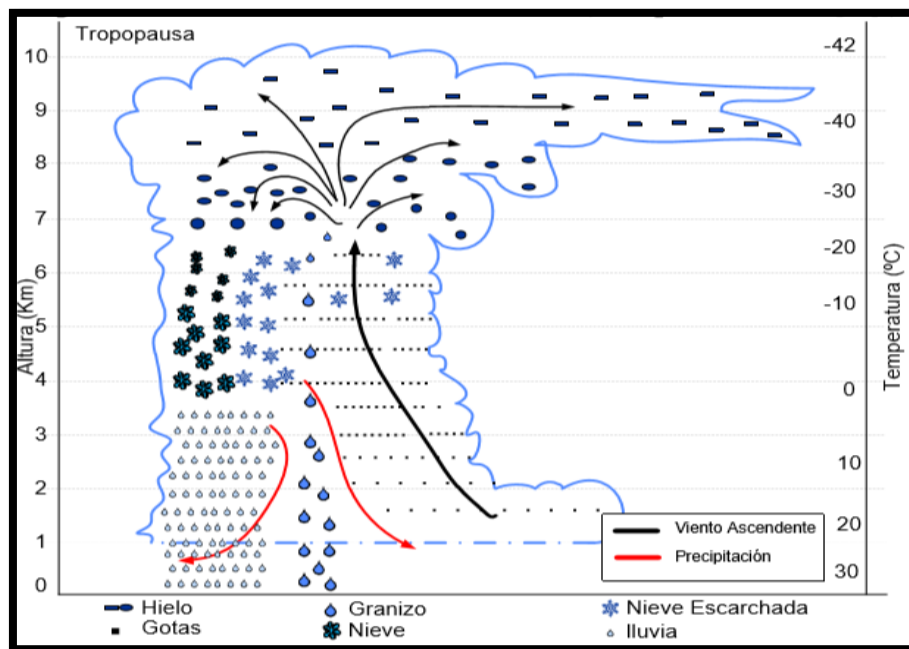 Tropopausa
10
9
8
7
6
5
4
3
2
1
0
Altura (Km)
-42
-40
-30
-20
-10
0
10
20
30
Temperatura (ºC)
Viento Ascendente
Precipitación
Hielo
Granizo
Nieve Escarchada
Gotas
Nieve
lluvia